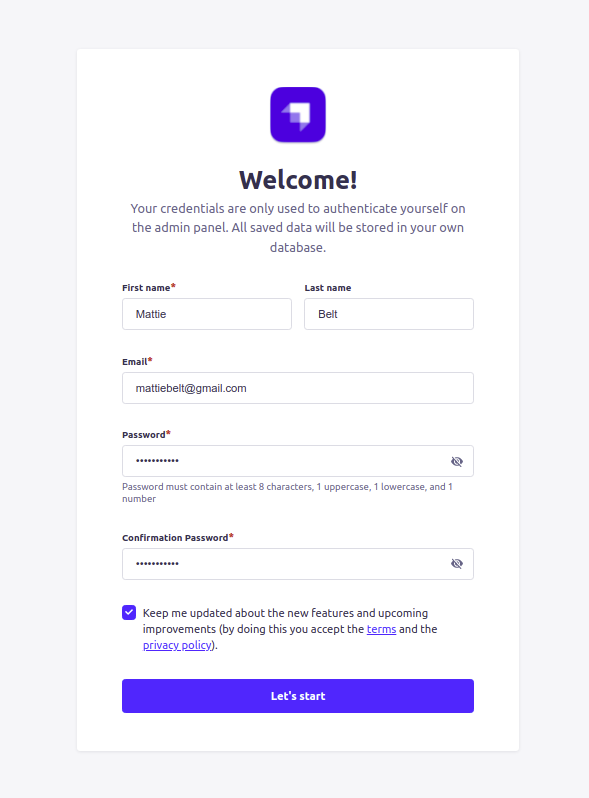 Welcome!
Your credentials are only used to authenticate yourself on
the admin panel. All saved data will be stored in your own
database.
First name*
Last name
Mattie
Belt
Email*
mattiebelt@gmail.com
Password*
•••••••••••
Password must contain at least 8 characters, 1 uppercase, 1 lowercase, and 1
number
Confirmation Password*
•••••••••••
Keep me updated about the new features and upcoming
improvements (by doing this you accept the terms and the
privacy policy).
Let's start